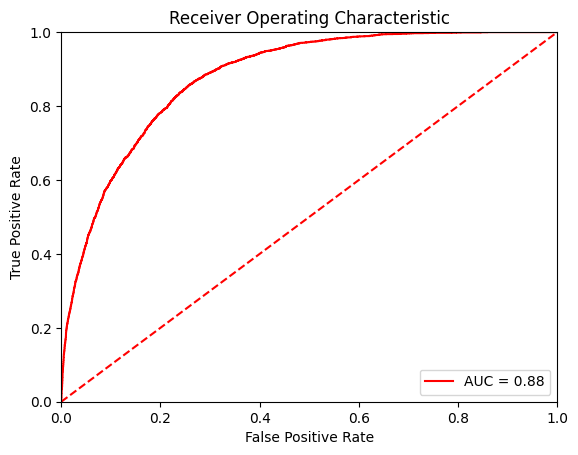 Receiver Operating Characteristic
1.0
0.8
0.6
0.4
0.2
0.0
True Positive Rate
AUC = 0.88
0.0 0.2 0.4 0.6 0.8 1.0
False Positive Rate